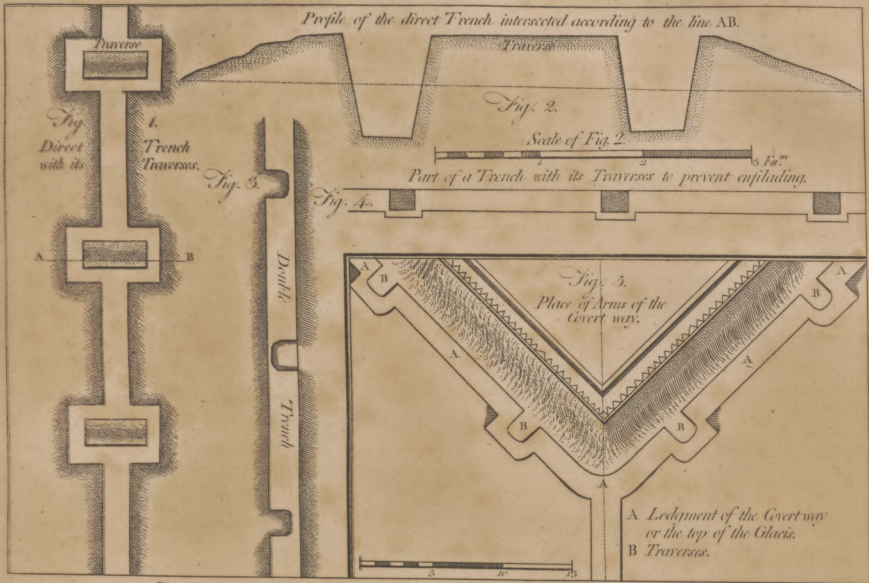 Profile of the direct Trench intersected according to the line AB.
Traverse
Traverse
Fig. 1.
Direct Trench
with its Traverses.
Fig. 2.
Scale of Fig. 2.
1 2 3 Fa.m
Part of a Trench with its Traverses to prevent enfilading.
Fig. 3.
Fig. 4.
A B
Double
Trench
Fig. 5.
Place of Arms of the
Covert way.
A A
B B
A A
B B
A
A Lodgment of the Covert way
or the top of the Glacis.
B Traverses.
5 10 15